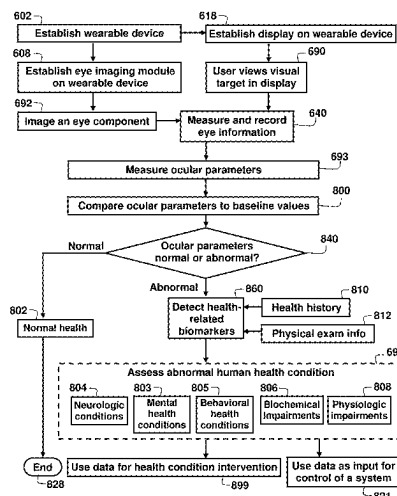 602
Establish wearable device
618
Establish display on wearable device
608
Establish eye imaging module
on wearable device
690
User views visual
target in display
692
Image an eye component
Measure and record
eye information
640
693
Measure ocular parameters
800
Compare ocular parameters to baseline values
Ocular parameters
normal or abnormal?
840
Normal
Abnormal
860
802
Normal health
Detect health-
related
biomarkers
810
Health history
812
Physical exam info
Assess abnormal human health condition
804
Neurologic
conditions
803
Mental
health
conditions
805
Behavioral
health
conditions
806
Biochemical
Impairments
808
Physiologic
impairments
End
828
Use data for health condition intervention
899
Use data as input for
control of a system